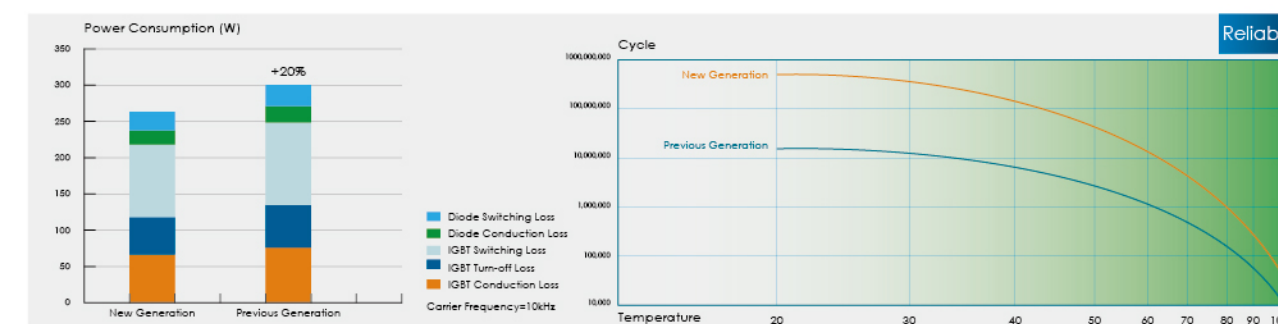 Power Consumption (W)
350
300
250
200
150
100
50
0
+20%
New Generation
Previous Generation
Diode Switching Loss
Diode Conduction Loss
IGBT Switching Loss
IGBT Turn-off Loss
IGBT Conduction Loss
Carrier Frequency=10kHz
Cycle
1000,000,000
100,000,000
10,000,000
1,000,000
100,000
10,000
New Generation
Previous Generation
Temperature
20
30
40
50
60
70
80
90
Reliab